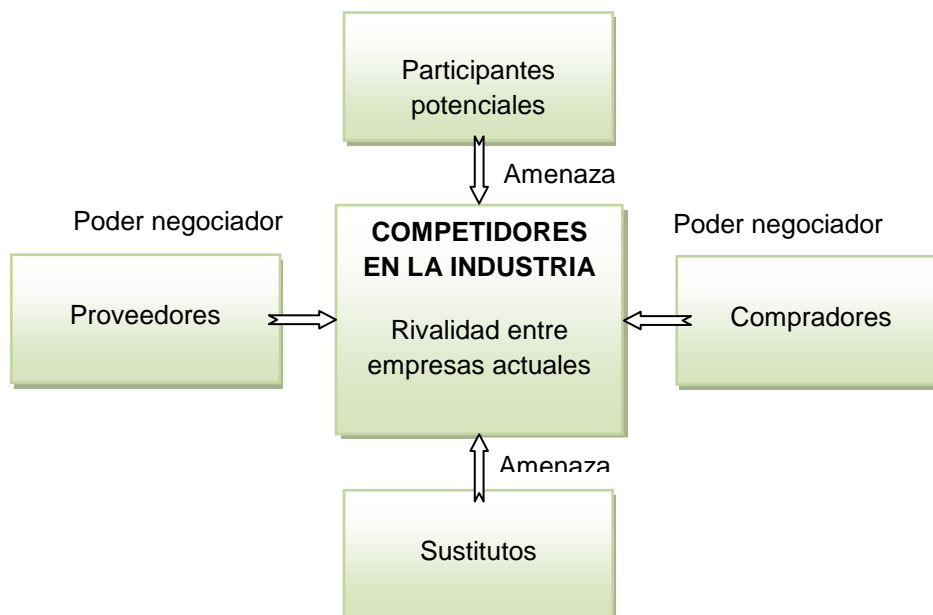 Participantes
potenciales
Amenaza
Poder negociador
Poder negociador
COMPETIDORES
EN LA INDUSTRIA
Proveedores
Rivalidad entre
empresas actuales
Compradores
Amenaza
Sustitutos